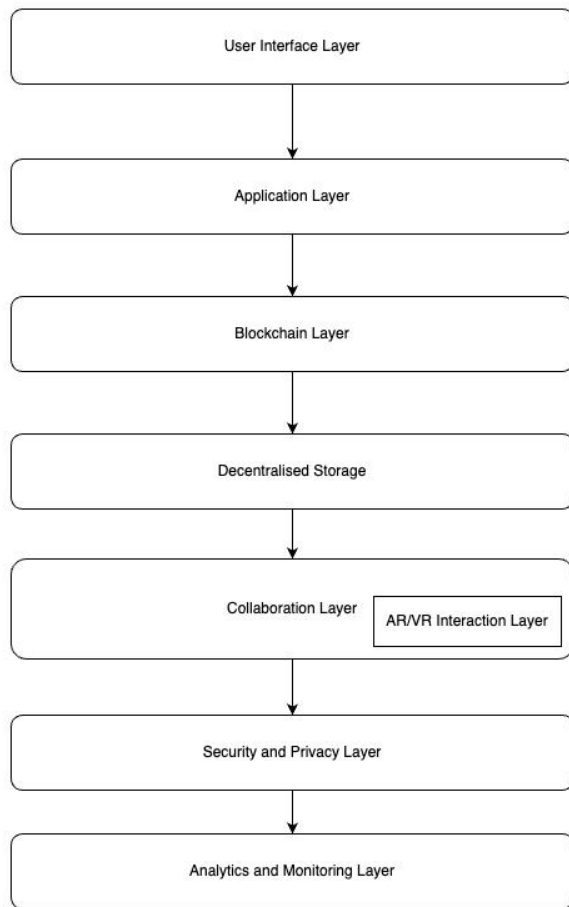 User Interface Layer
Application Layer
Blockchain Layer
Decentralised Storage
Collaboration Layer
AR/VR Interaction Layer
Security and Privacy Layer
Analytics and Monitoring Layer